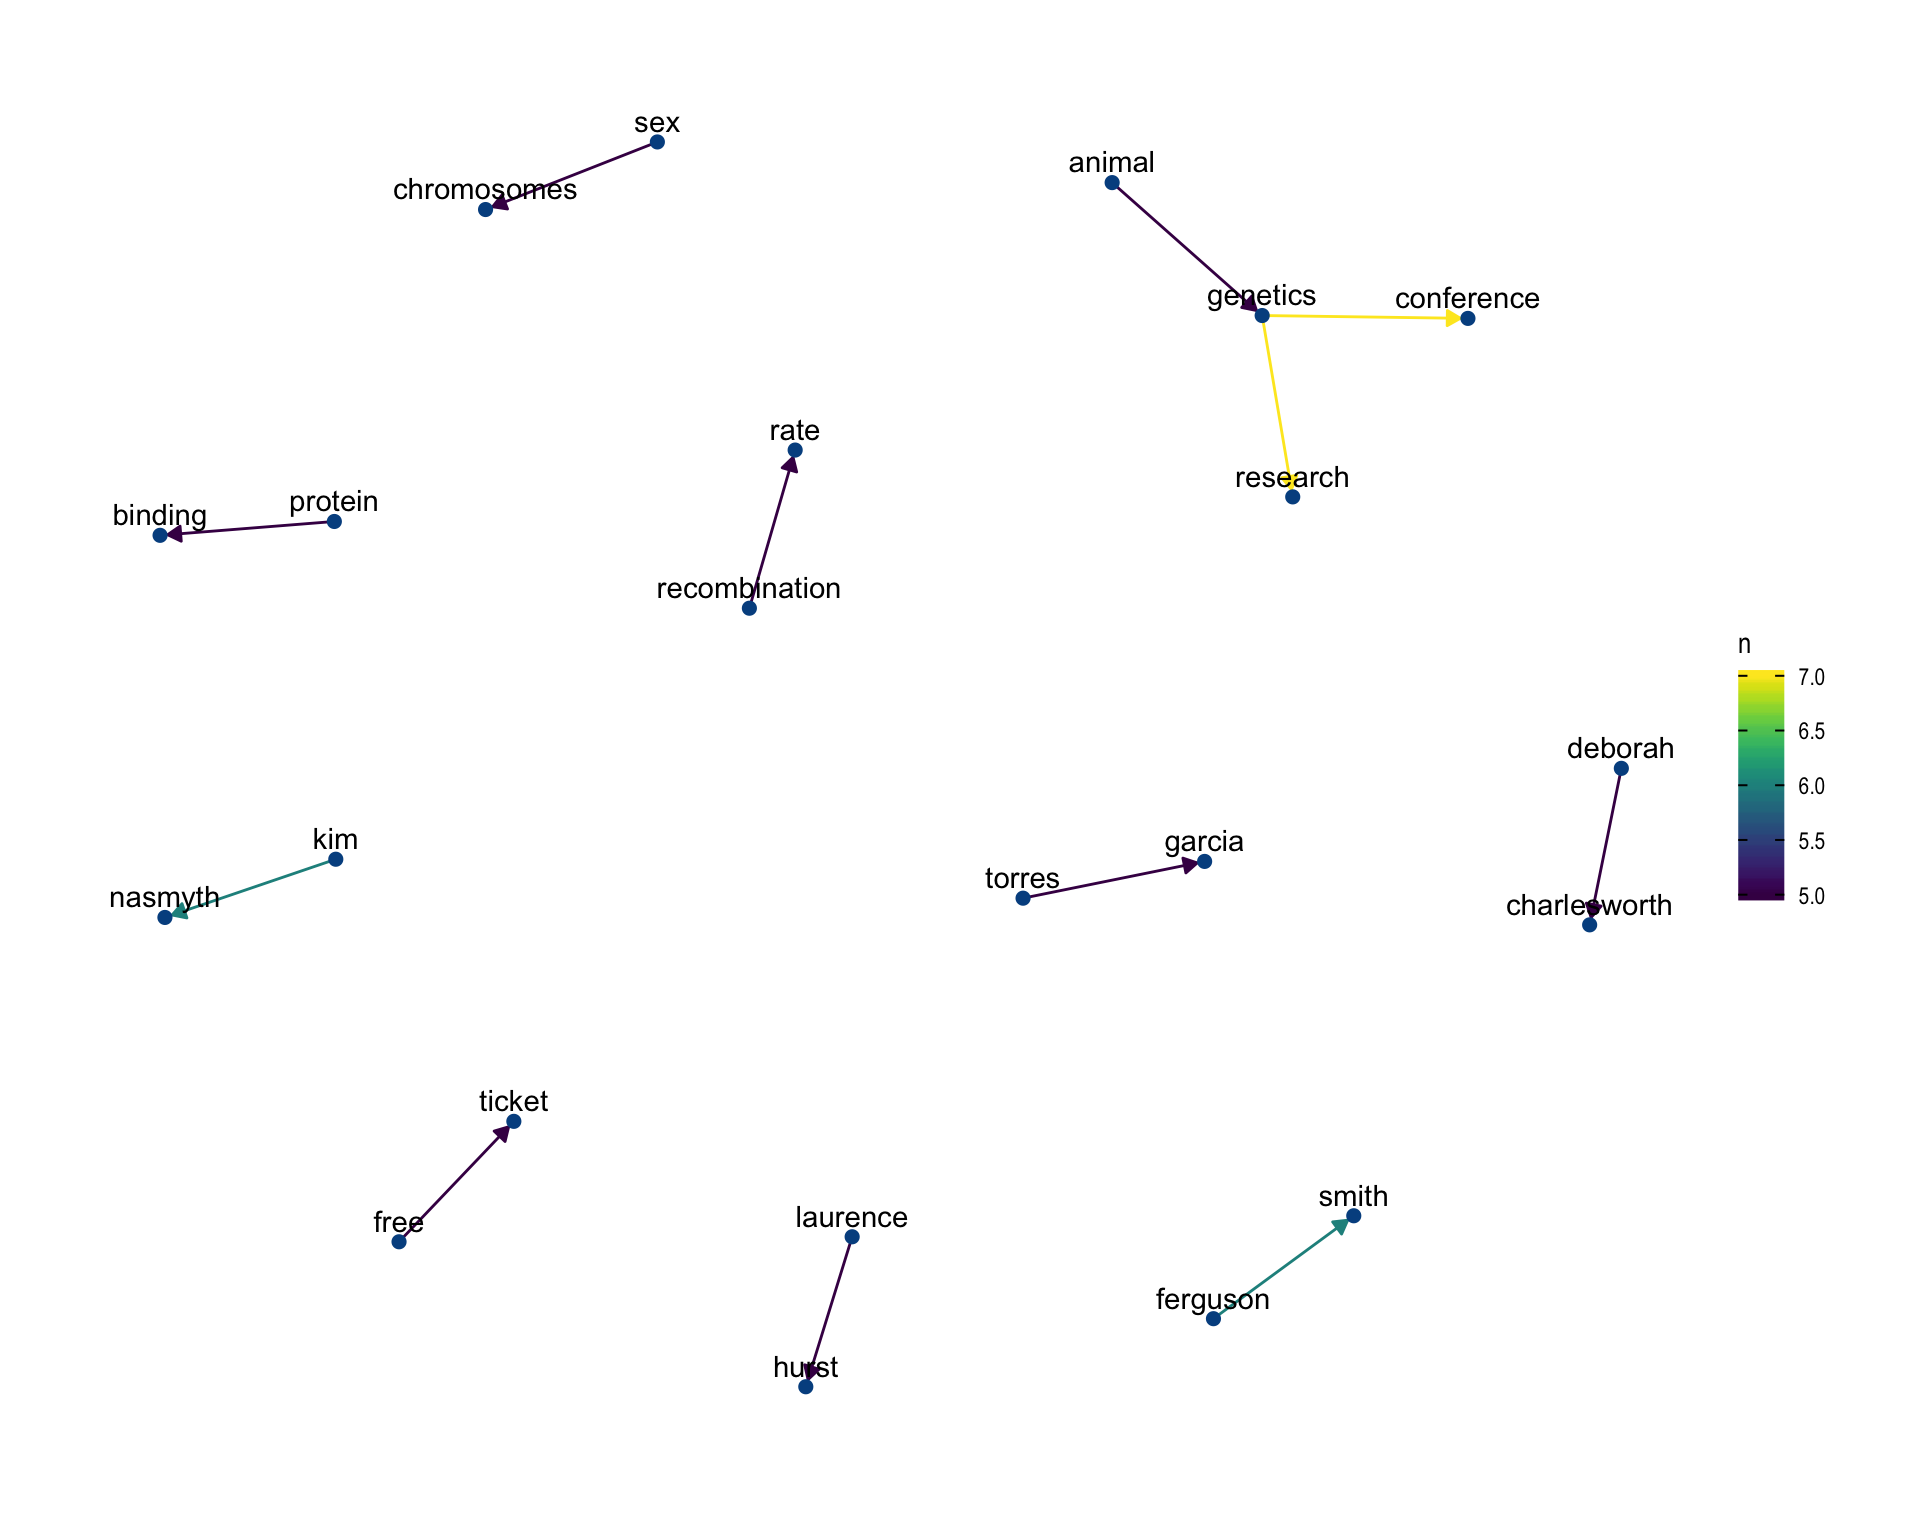 sex
chromosomes
animal
genetics
conference
research
rate
recombination
binding
protein
n
7.0
6.5
6.0
5.5
5.0
deborah
charlesworth
kim
nasmyth
garcia
torres
ticket
free
laurence
hurst
smith
ferguson